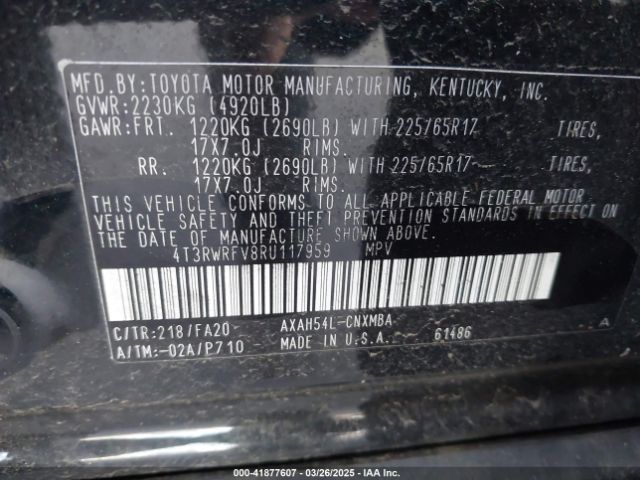 MFD.BY:TOYOTA MOTOR MANUFACTURING, KENTUCKY, INC.
GVWR:2230KG (4920LB)
GAWR:FRT. 1220KG (2690LB) WITH 225/65R17 TIRES,
17X7.0J RIMS.
RR. 1220KG (2690LB) WITH 225/65R17 TIRES,
17X7.0J RIMS.
THIS VEHICLE CONFORMS TO ALL APPLICABLE FEDERAL MOTOR
VEHICLE SAFETY AND THEFT PREVENTION STANDARDS IN EFFECT ON
THE DATE OF MANUFACTURE SHOWN ABOVE.
4T3RWRFV8RU117959 MPV
C/TR:218/FA20 AXAH54L-CNXMBA A
A/TM:-02A/P710 MADE IN U.S.A. 61486
000-41877607 | 03/26/2025 | IAA Inc.